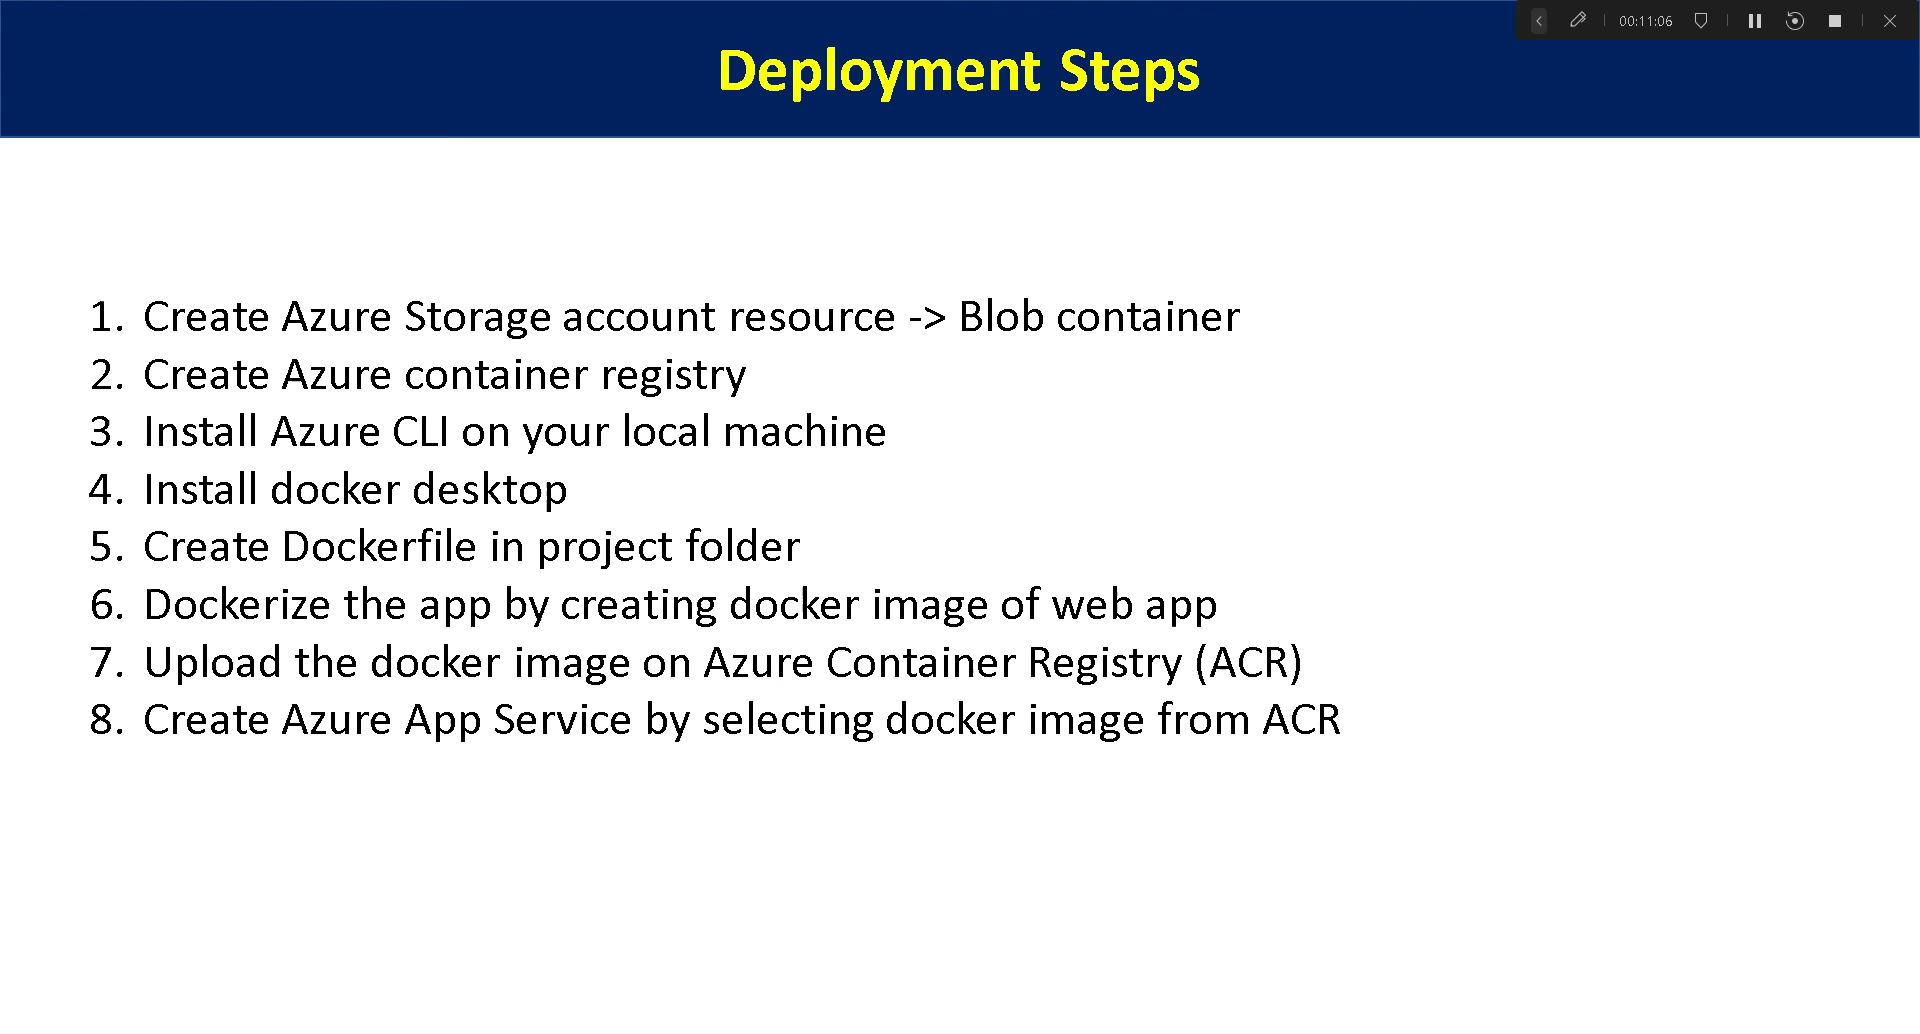 00:11:06
Deployment Steps
1. Create Azure Storage account resource -> Blob container
2. Create Azure container registry
3. Install Azure CLI on your local machine
4. Install docker desktop
5. Create Dockerfile in project folder
6. Dockerize the app by creating docker image of web app
7. Upload the docker image on Azure Container Registry (ACR)
8. Create Azure App Service by selecting docker image from ACR